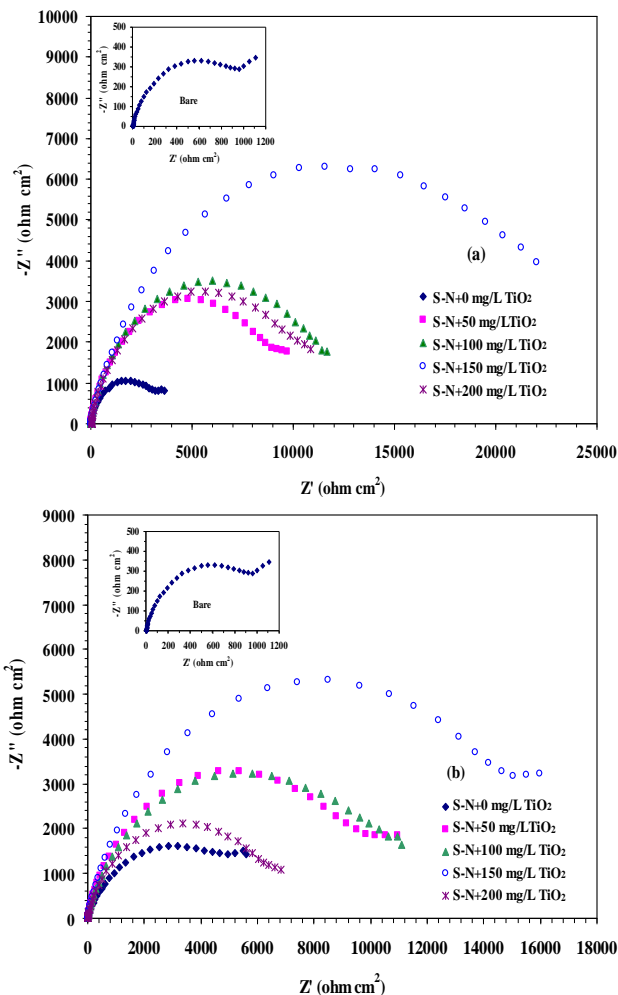 10000
9000
8000
7000
6000
5000
4000
3000
2000
1000
0
-Z'' (ohm cm2)
500
400
300
200
100
0
-Z'' (ohm cm2)
Bare
0 200 400 600 800 1000 1200
Z' (ohm cm2)
(a)
S-N+0 mg/L TiO2
S-N+50 mg/LTiO2
S-N+100 mg/L TiO2
S-N+150 mg/L TiO2
S-N+200 mg/L TiO2
0 5000 10000 15000 20000 25000
Z' (ohm cm2)
9000
8000
7000
6000
5000
4000
3000
2000
1000
0
-Z'' (ohm cm2)
500
400
300
200
100
0
-Z'' (ohm cm2)
Bare
0 200 400 600 800 1000 1200
Z' (ohm cm2)
(b)
S-N+0 mg/L TiO2
S-N+50 mg/LTiO2
S-N+100 mg/L TiO2
S-N+150 mg/L TiO2
S-N+200 mg/L TiO2
0 2000 4000 6000 8000 10000 12000 14000 16000 18000
Z' (ohm cm2)